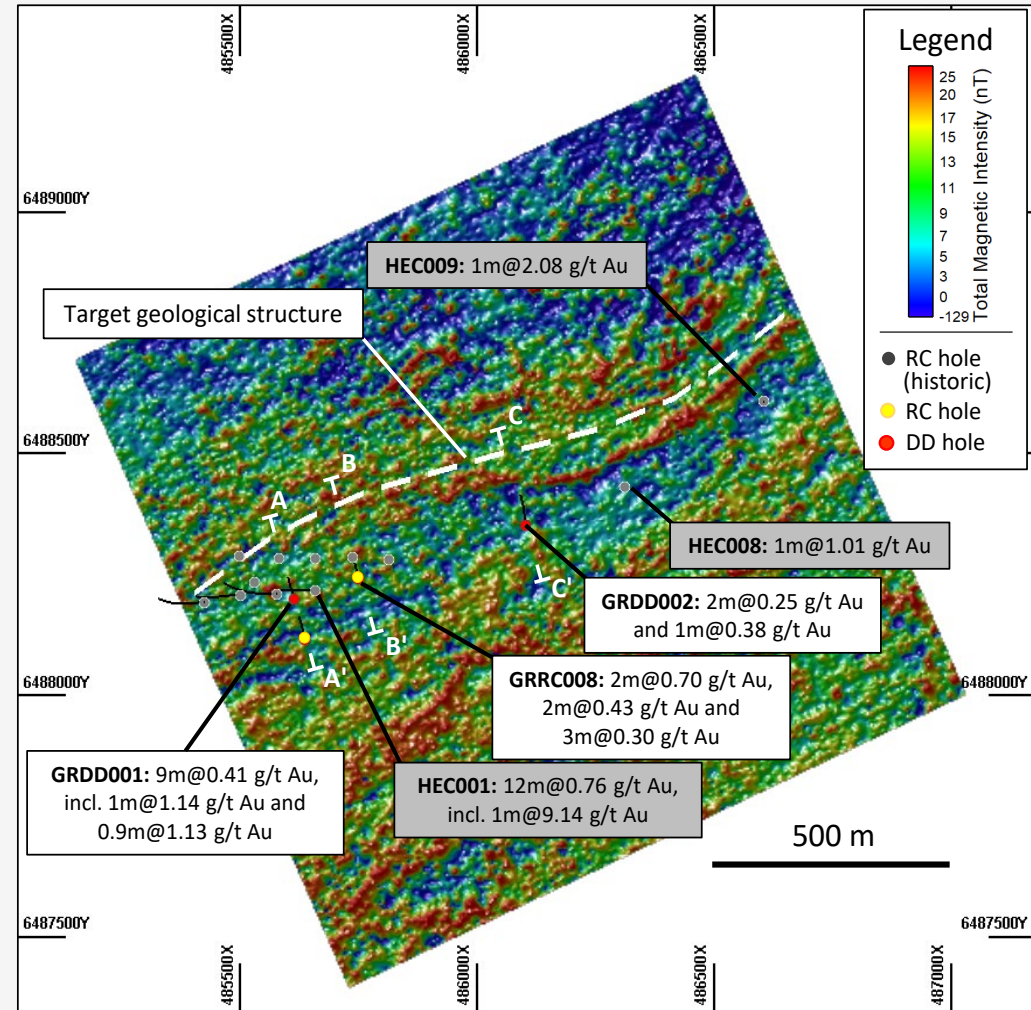 485500X
486000X
486500X
Legend
25
20
17
15
13
11
9
7
5
3
0
-129
Total Magnetic Intensity (nT)
RC hole
(historic)
RC hole
DD hole
6489000Y
HEC009: 1m@2.08 g/t Au
Target geological structure
6488500Y
C
B
A
HEC008: 1m@1.01 g/t Au
C'
GRDD002: 2m@0.25 g/t Au
and 1m@0.38 g/t Au
B'
A'
GRRC008: 2m@0.70 g/t Au,
2m@0.43 g/t Au and
3m@0.30 g/t Au
6488000Y
6488000Y
GRDD001: 9m@0.41 g/t Au,
incl. 1m@1.14 g/t Au and
0.9m@1.13 g/t Au
HEC001: 12m@0.76 g/t Au,
incl. 1m@9.14 g/t Au
500 m
6487500Y
6487500Y
485500X
486000X
486500X
487000X